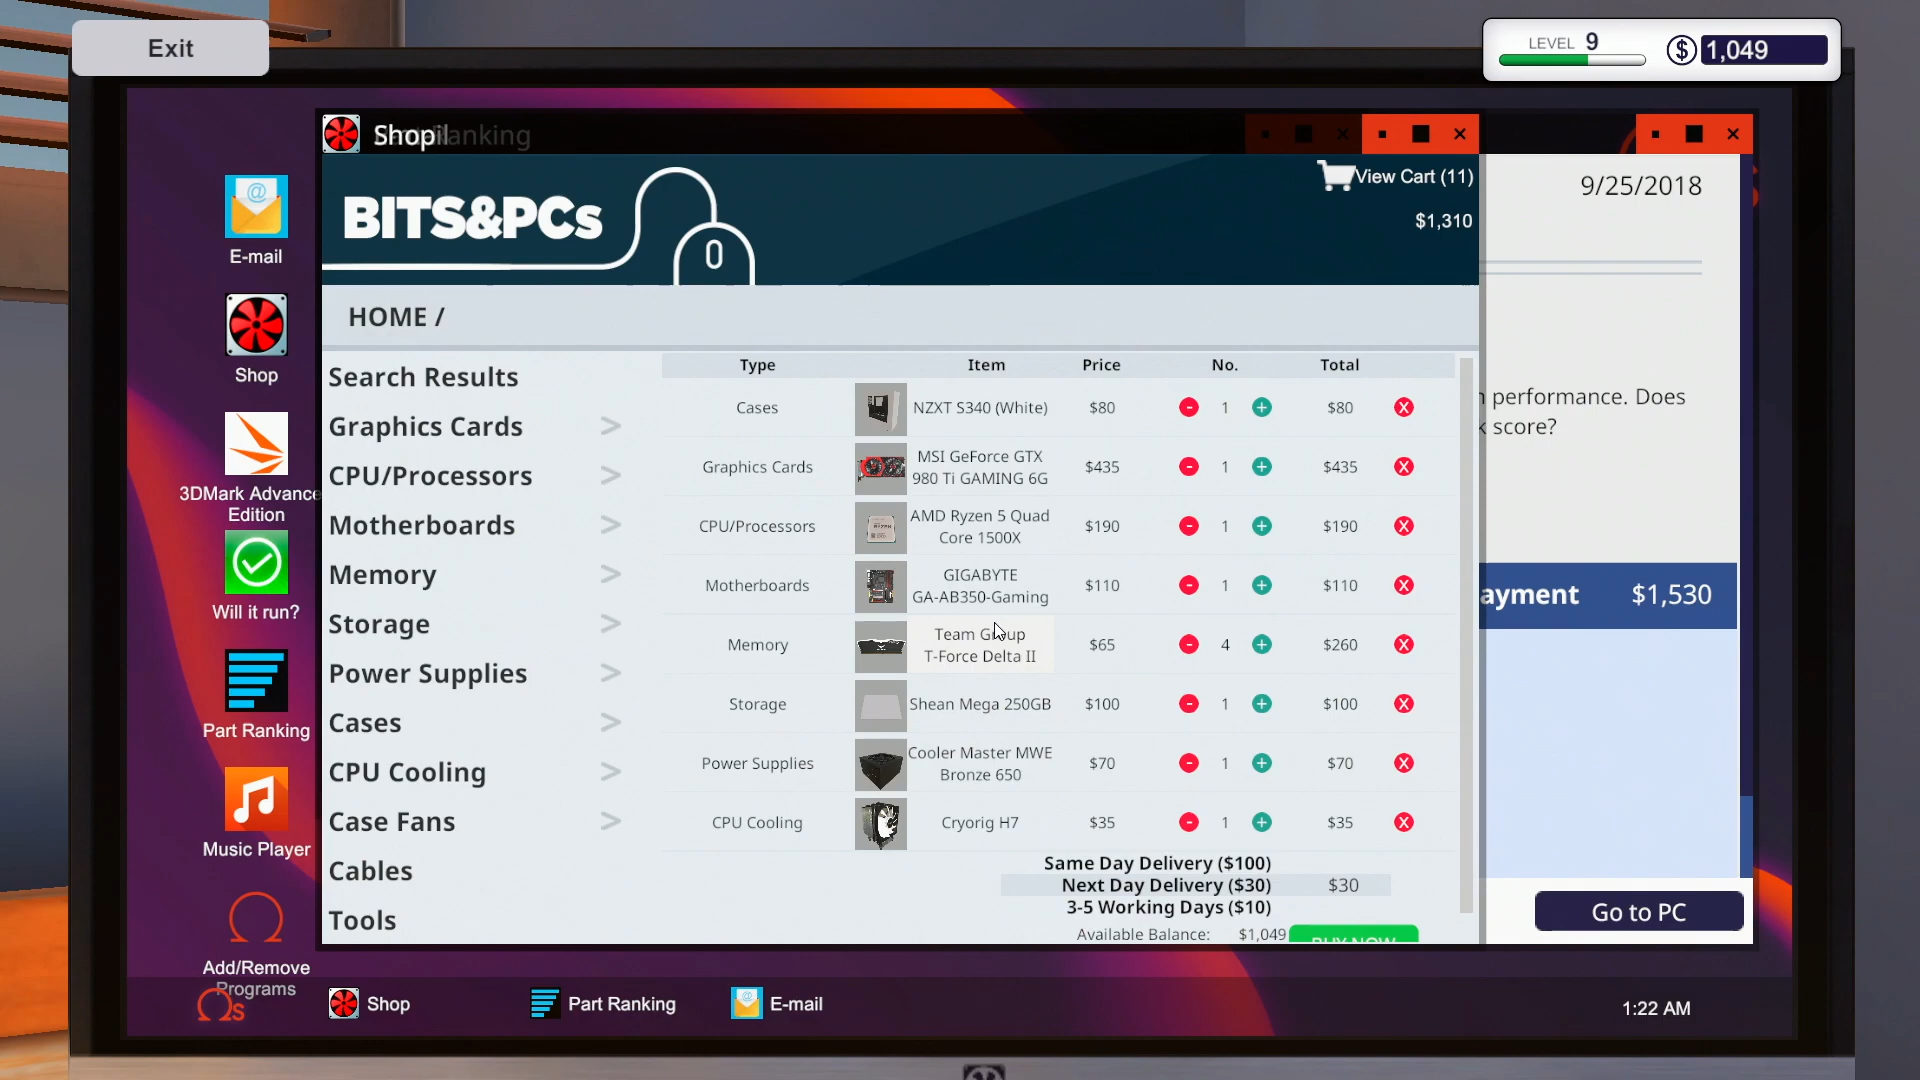 Exit
LEVEL 9
$ 1,049
Shop
BITS&PCs
View Cart (11)
$1,310
9/25/2018
HOME /
Search Results
Graphics Cards >
CPU/Processors >
Motherboards >
Memory >
Storage >
Power Supplies >
Cases >
CPU Cooling >
Case Fans >
Cables
Tools
Type Item Price No. Total
Cases NZXT S340 (White) $80 - 1 + $80 X
Graphics Cards MSI GeForce GTX
980 Ti GAMING 6G $435 - 1 + $435 X
CPU/Processors AMD Ryzen 5 Quad
Core 1500X $190 - 1 + $190 X
Motherboards GIGABYTE
GA-AB350-Gaming $110 - 1 + $110 X
Memory Team Group
T-Force Delta II $65 - 4 + $260 X
Storage Shean Mega 250GB $100 - 1 + $100 X
Power Supplies Cooler Master MWE
Bronze 650 $70 - 1 + $70 X
CPU Cooling Cryorig H7 $35 - 1 + $35 X
Same Day Delivery ($100)
Next Day Delivery ($30) $30
3-5 Working Days ($10)
Available Balance: $1,049 BUY NOW
performance. Does
score?
ayment $1,530
Go to PC
E-mail
Shop
3DMark Advance
Edition
Will it run?
Part Ranking
Music Player
Add/Remove
Programs
Shop
Part Ranking
E-mail
1:22 AM